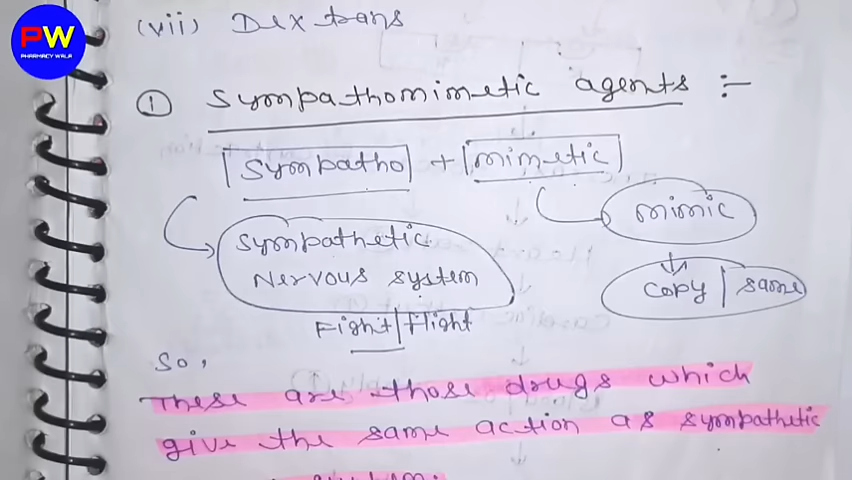 PW
PHARMACY WALA
(vii) Dextrans
① Sympathomimetic agents :-
Sympatho + mimetic
mimic
Sympathetic
Nervous system
copy | same
Fight | flight
So,
These are those drugs which
give the same action as sympathetic